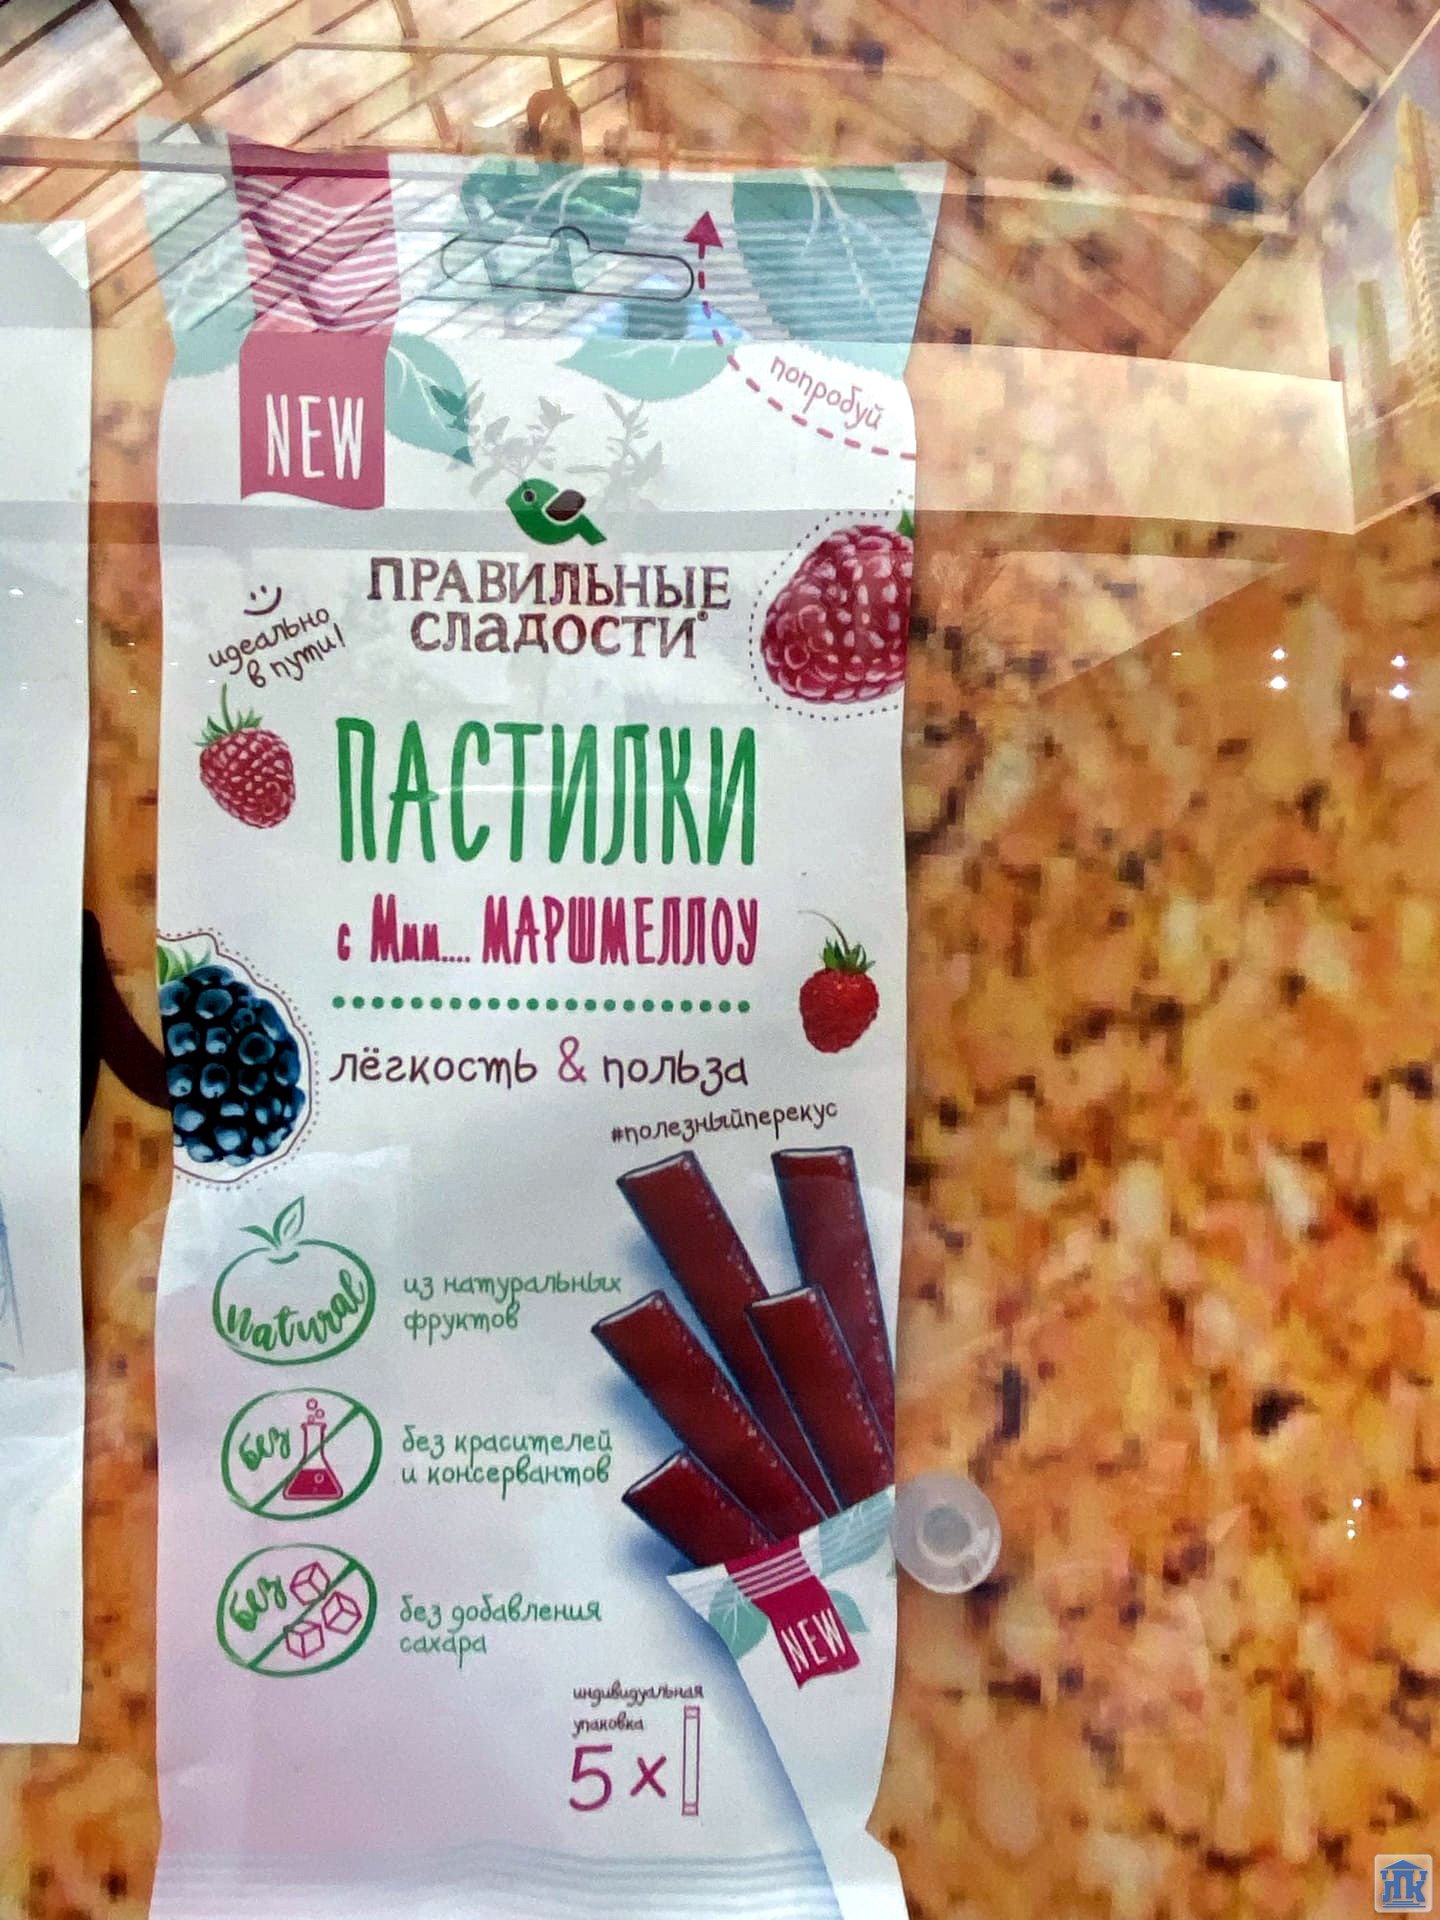 попробуй
NEW
ПРАВИЛЬНЫЕ
СЛАДОСТИ®
идеально
в пути!
ПАСТИЛКИ
с Ммм.... МАРШМЕЛЛОУ
лёгкость & польза
#полезныйперекус
natural
из натуральных
фруктов
без
без красителей
и консервантов
без
без добавления
сахара
NEW
индивидуальная
упаковка
5 x
ЛК